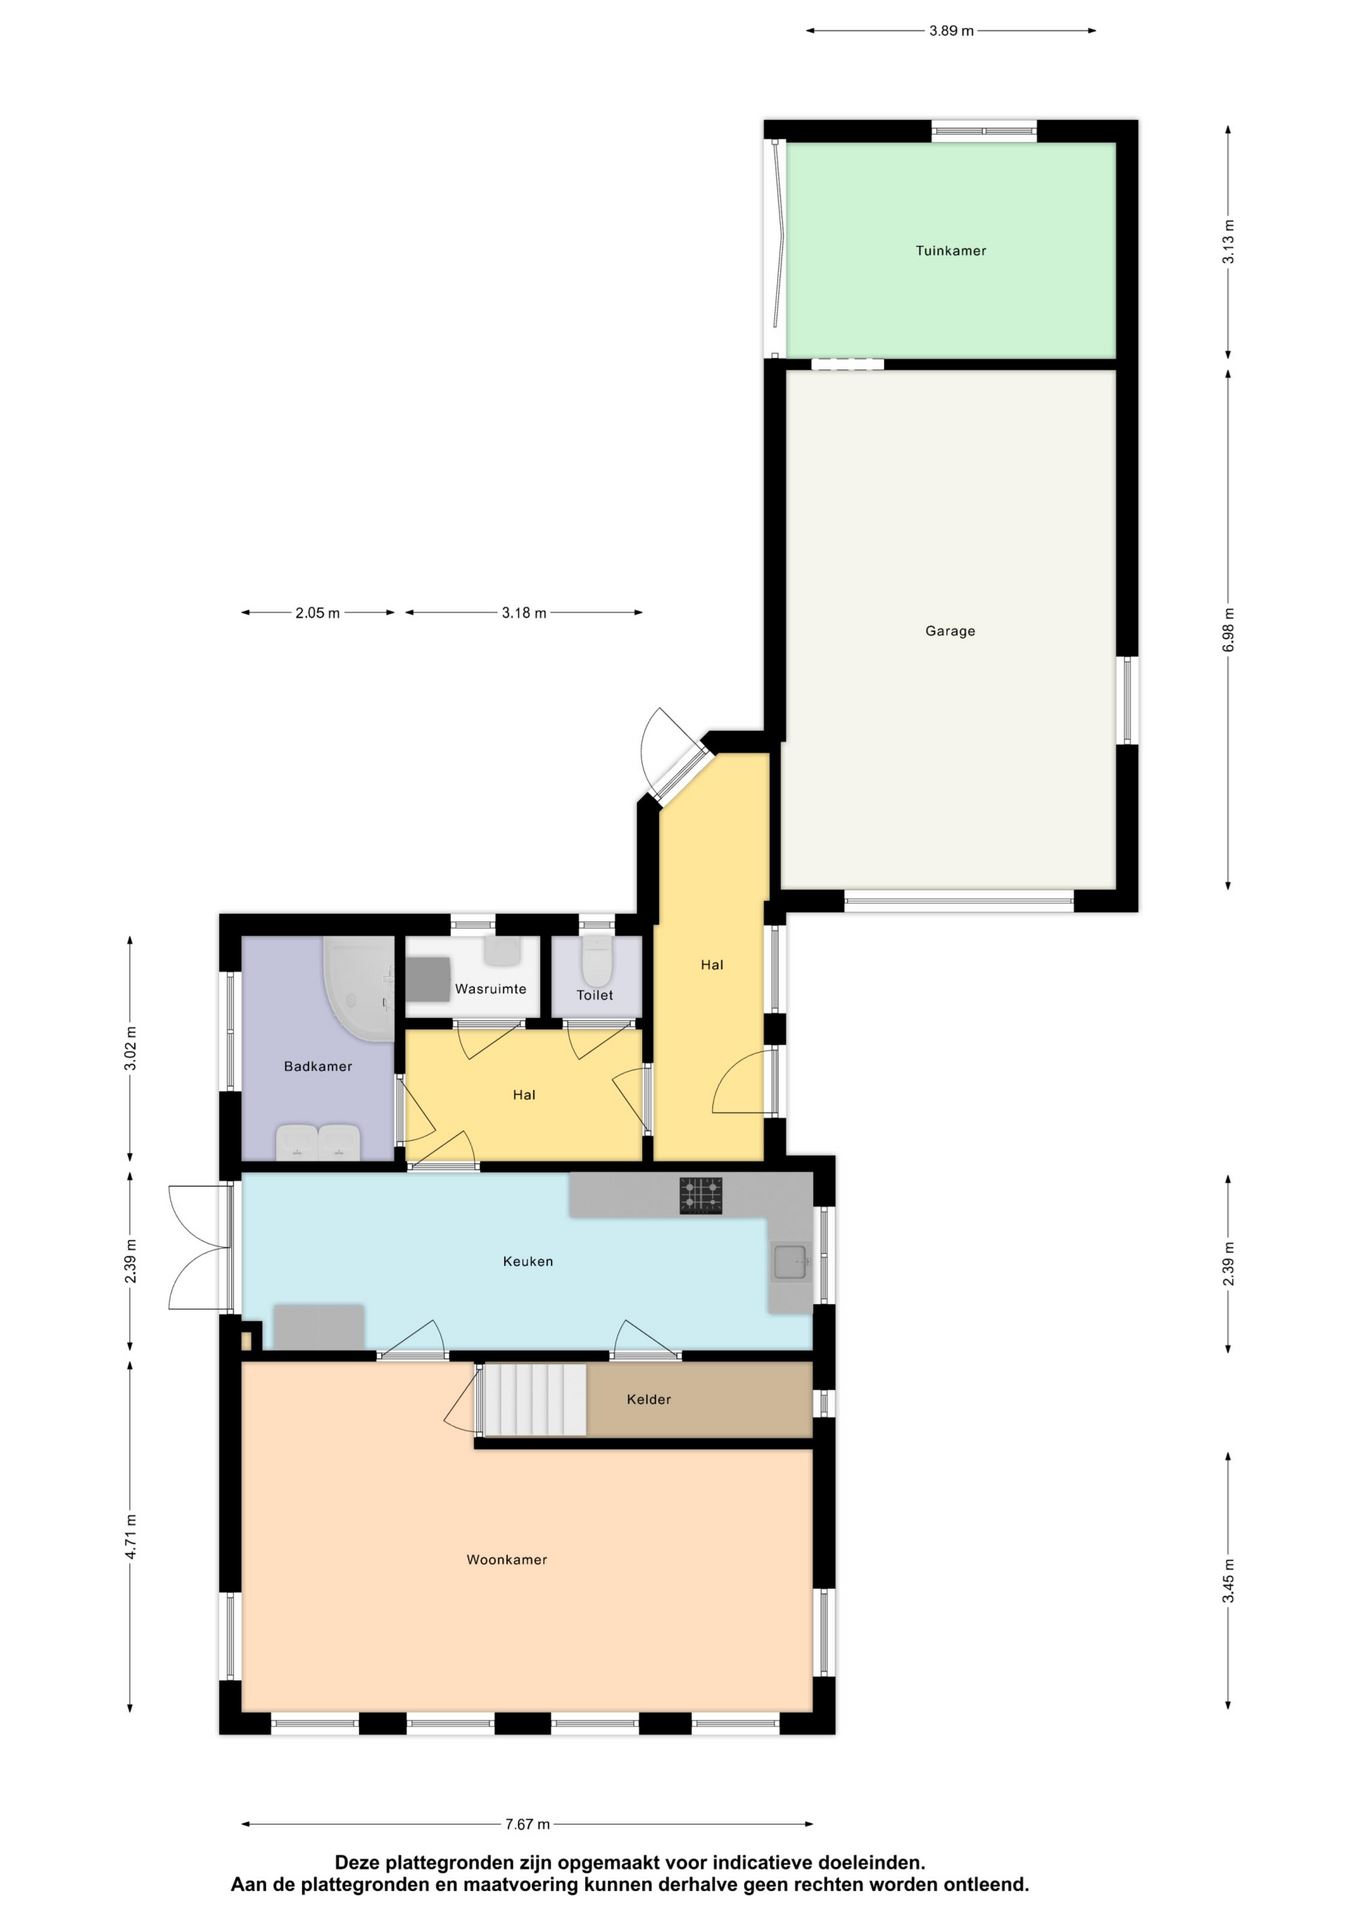 3.89 m
3.13 m
Tuinkamer
6.98 m
Garage
2.05 m
3.18 m
Hal
Wasruimte
Toilet
3.02 m
Badkamer
Hal
2.39 m
Keuken
2.39 m
Kelder
4.71 m
Woonkamer
3.45 m
7.67 m
Deze plattegronden zijn opgemaakt voor indicatieve doeleinden.
Aan de plattegronden en maatvoering kunnen derhalve geen rechten worden ontleend.